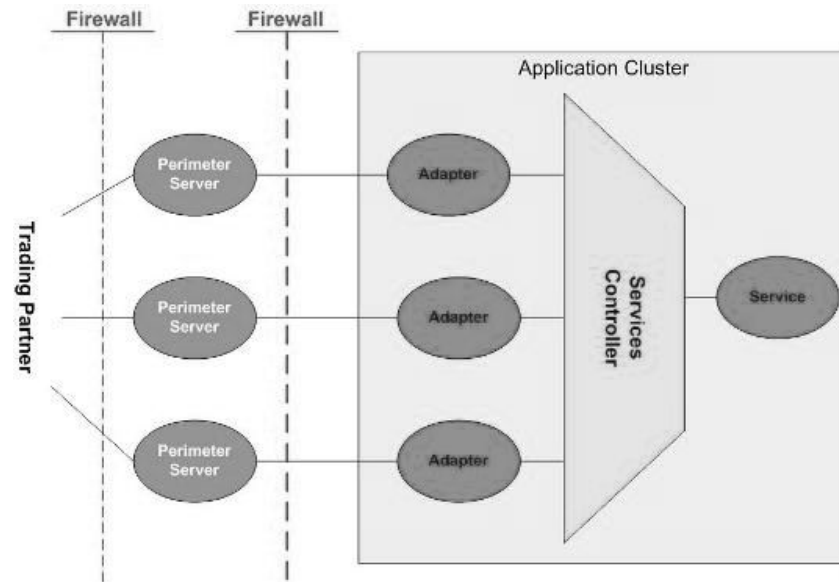 Firewall
Firewall
Application Cluster
Perimeter
Server
Adapter
Trading Partner
Perimeter
Server
Adapter
Services
Controller
Service
Perimeter
Server
Adapter